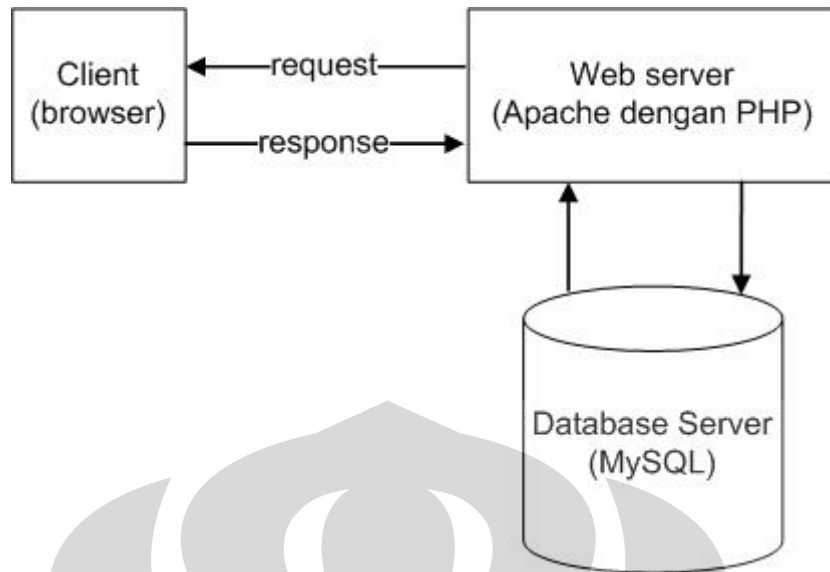 Client
(browser)
request
response
Web server
(Apache dengan PHP)
Database Server
(MySQL)